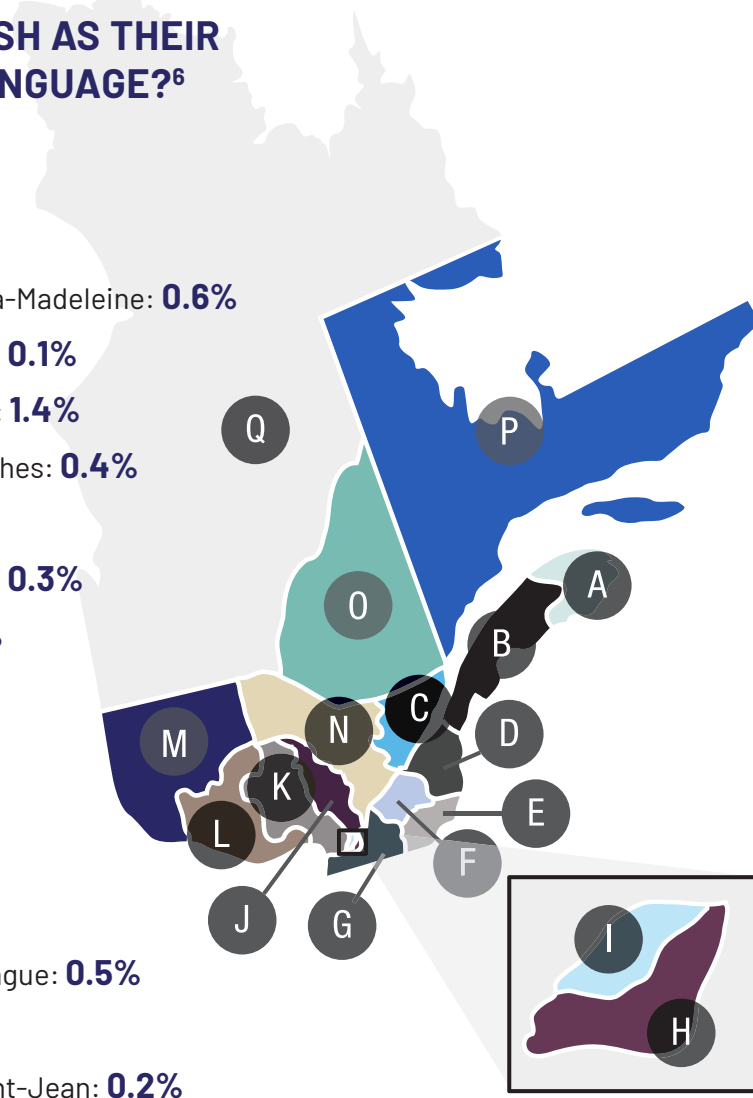 SH AS THEIR
NGUAGE?⁶
a-Madeleine: 0.6%
0.1%
: 1.4%
hes: 0.4%
0.3%
Q
P
A
O
B
C
D
N
M
K
E
L
F
J
G
I
H
ngue: 0.5%
nt-Jean: 0.2%